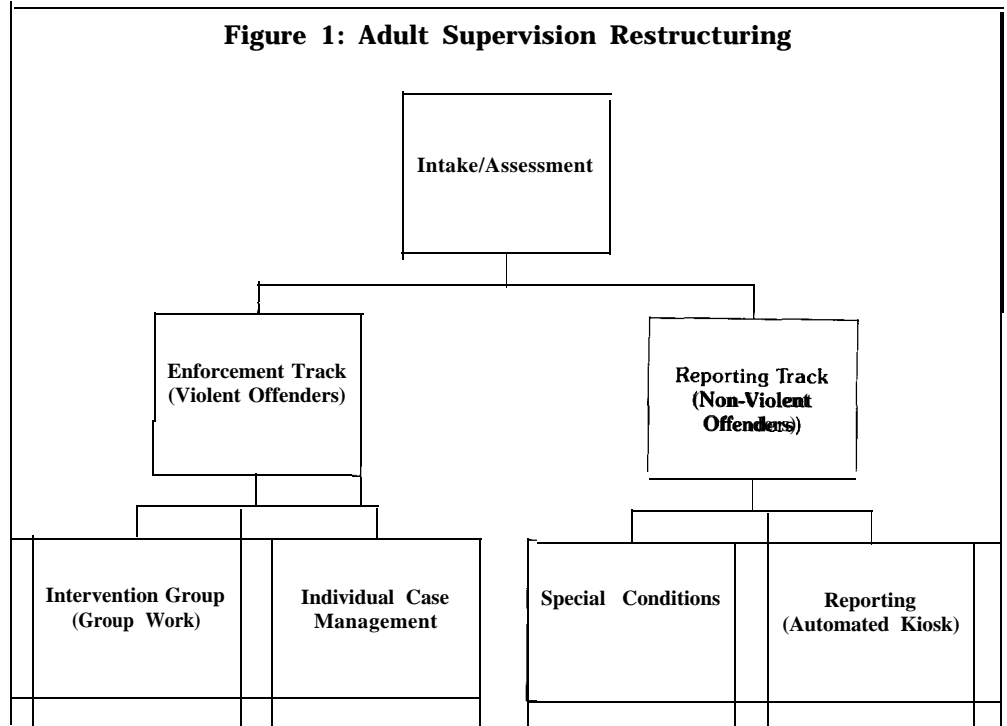 Figure 1: Adult Supervision Restructuring
Intake/Assessment
Enforcement Track
(Violent Offenders)
Reporting Track
(Non-Violent
Offenders)
Intervention Group
(Group Work)
Individual Case
Management
Special Conditions
Reporting
(Automated Kiosk)